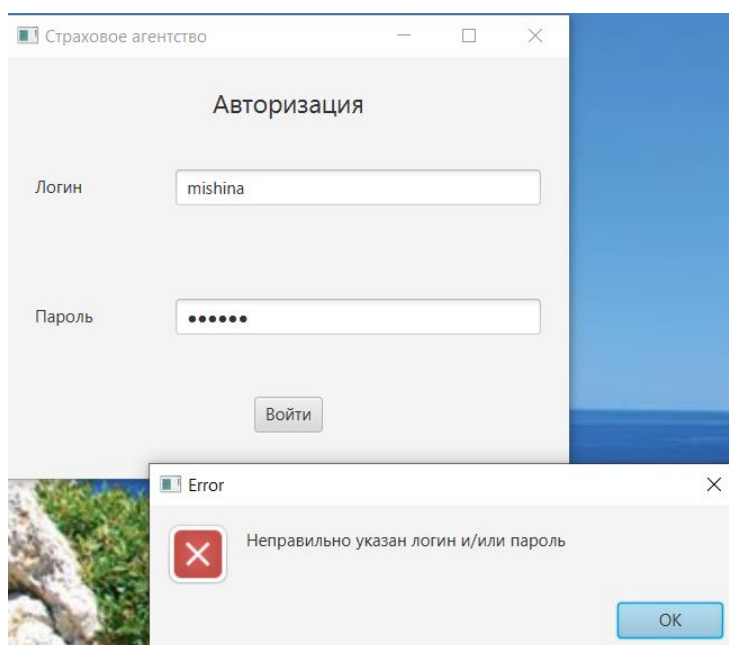 Страховое агентство
Авторизация
Логин
mishina
Пароль
••••••
Войти
Error
Неправильно указан логин и/или пароль
OK